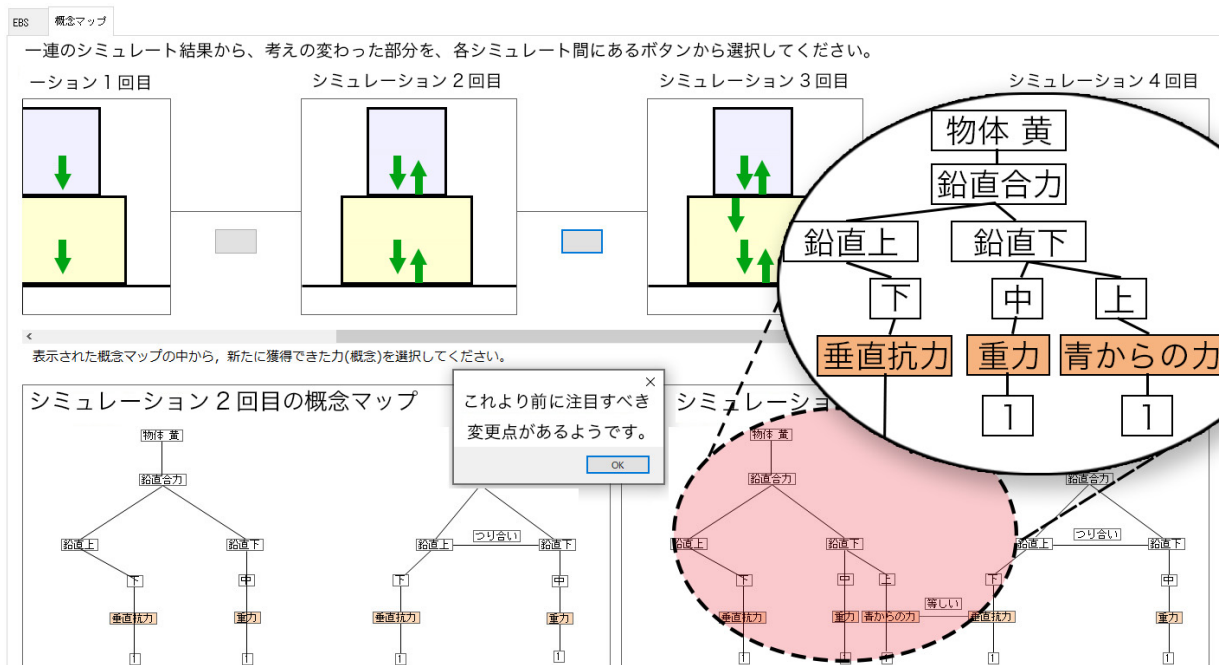 EBS 概念マップ
一連のシミュレート結果から、考えの変わった部分を、各シミュレート間にあるボタンから選択してください。
ーション1回目
シミュレーション2回目
シミュレーション3回目
シミュレーション4回目
物体 黄
鉛直合力
鉛直上 鉛直下
下 中 上
垂直抗力 重力 青からの力
1 1
表示された概念マップの中から，新たに獲得できた力(概念)を選択してください。
シミュレーション2回目の概念マップ
これより前に注目すべき
変更点があるようです。
OK
シミュレーショ
物体 黄
鉛直合力
鉛直上 鉛直下
下 中
垂直抗力 重力
1 1
鉛直上 つり合い 鉛直下
下 中
垂直抗力 重力
1 1
物体 黄
鉛直合力
鉛直上 鉛直下
下 中 上
垂直抗力 重力 青からの力
1 1 1
等しい
鉛直合力
鉛直上 つり合い 鉛直下
下 中
垂直抗力 重力
1 1